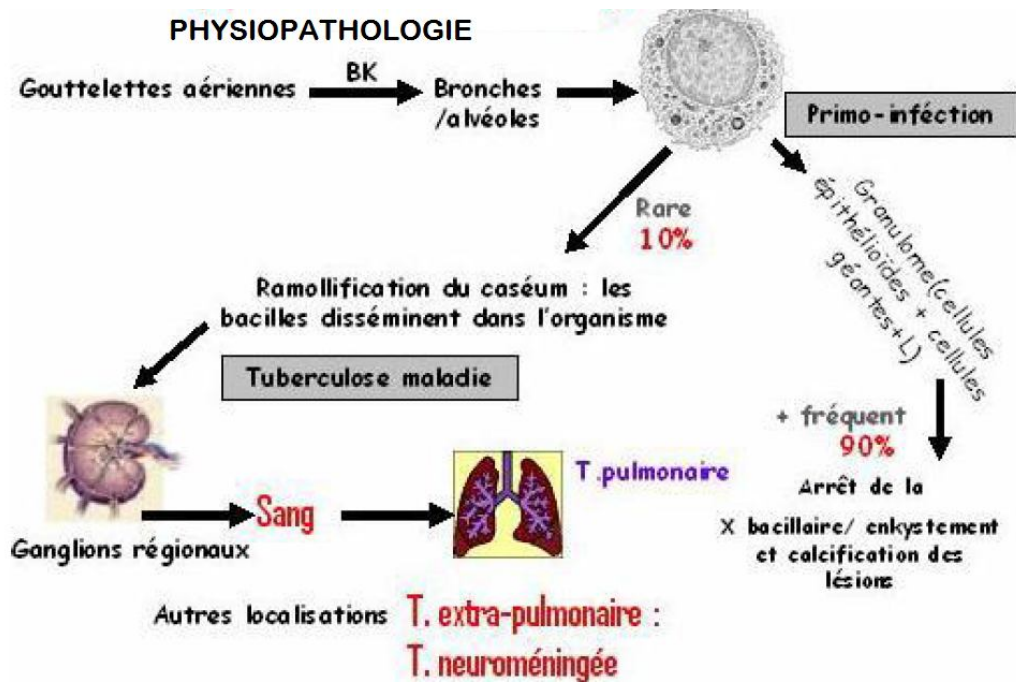 PHYSIOPATHOLOGIE
Gouttelettes aériennes
BK
Bronches
/alvéoles
Primo-inféction
Rare
10%
Granulome(cellules
épithélioïdes + cellules
géantes+L)
Ramollification du caséum : les
bacilles disséminent dans l'organisme
Tuberculose maladie
+ fréquent
90%
Arrêt de la
X bacillaire/ enkystement
et calcification des
lésions
Ganglions régionaux
Sang
T.pulmonaire
Autres localisations T. extra-pulmonaire :
T. neuroméningée